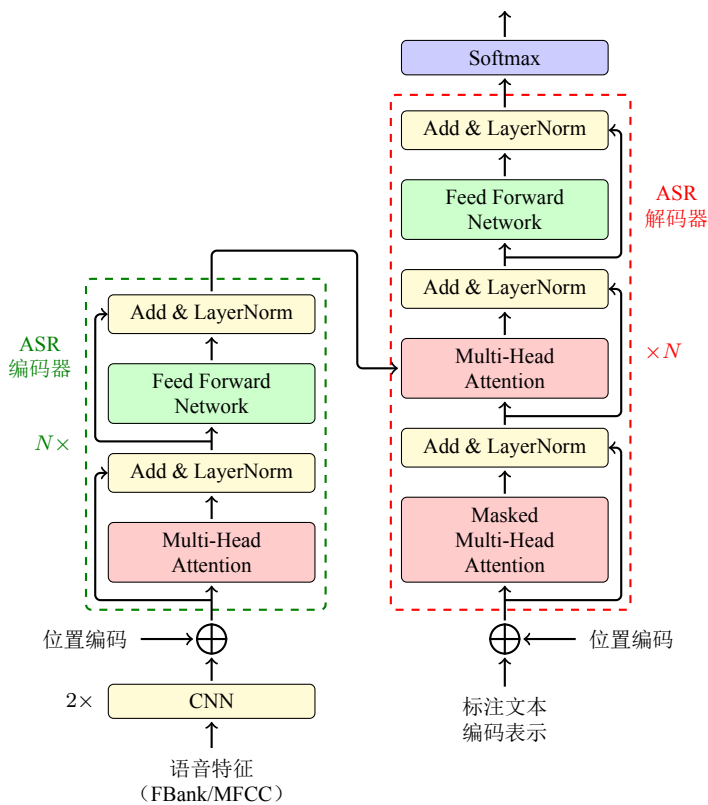 Softmax
Add & LayerNorm
Feed Forward
Network
ASR
解码器
Add & LayerNorm
Multi-Head
Attention
×N
Add & LayerNorm
Masked
Multi-Head
Attention
位置编码
标注文本
编码表示
Add & LayerNorm
ASR
编码器
Feed Forward
Network
N×
Add & LayerNorm
Multi-Head
Attention
位置编码
2×
CNN
语音特征
（FBank/MFCC）